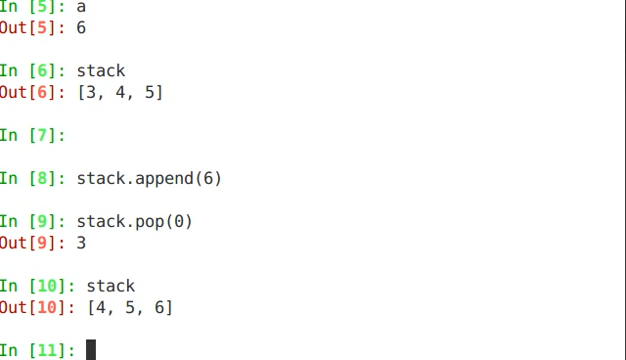 In [5]: a
Out[5]: 6
In [6]: stack
Out[6]: [3, 4, 5]
In [7]:
In [8]: stack.append(6)
In [9]: stack.pop(0)
Out[9]: 3
In [10]: stack
Out[10]: [4, 5, 6]
In [11]: